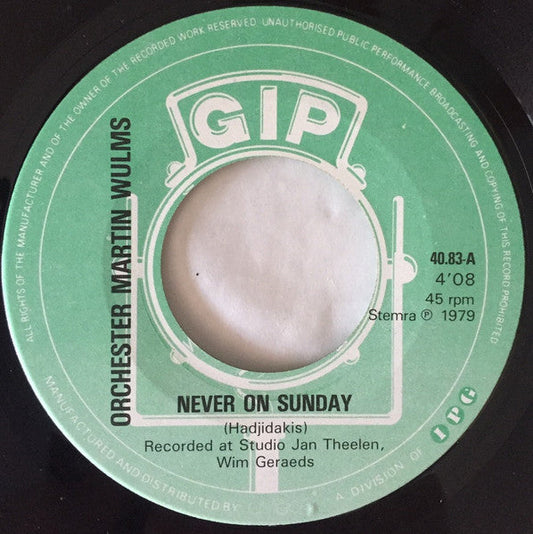 ALL RIGHTS OF THE MANUFACTURER AND OF THE OWNER OF THE RECORDED WORK RESERVED. UNAUTHORISED PUBLIC PERFORMANCE BROADCASTING AND COPYING OF THIS RECORD PROHIBITED
GIP
ORCHESTER MARTIN WULMS
40.83-A
4'08
45 rpm
Stemra ℗ 1979
NEVER ON SUNDAY
(Hadjidakis)
Recorded at Studio Jan Theelen,
Wim Geraeds
MANUFACTURED AND DISTRIBUTED BY A DIVISION OF IPG